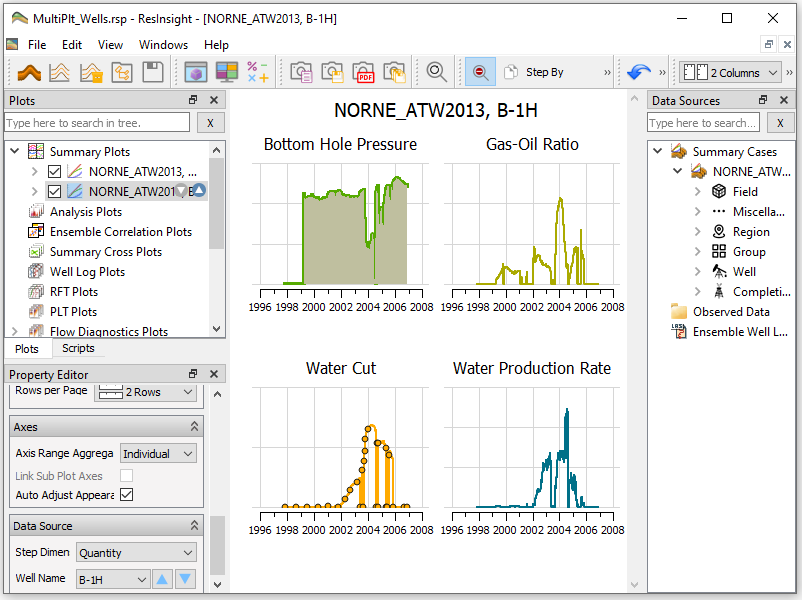 MultiPlt_Wells.rsp - ResInsight - [NORNE_ATW2013, B-1H]
File Edit View Windows Help
PDF Step By » » 2 Columns »
Plots
Type here to search in tree. X
Summary Plots
NORNE_ATW2013, ...
NORNE_ATW201
Analysis Plots
Ensemble Correlation Plots
Summary Cross Plots
Well Log Plots
RFT Plots
PLT Plots
Flow Diagnostics Plots
Plots Scripts
Property Editor
Rows per Page 2 Rows
Axes
Axis Range Aggrega Individual
Link Sub Plot Axes
Auto Adjust Appeara
Data Source
Step Dimen Quantity
Well Name B-1H
NORNE_ATW2013, B-1H
Bottom Hole Pressure
1996 1998 2000 2002 2004 2006 2008
Gas-Oil Ratio
1996 1998 2000 2002 2004 2006 2008
Water Cut
1996 1998 2000 2002 2004 2006 2008
Water Production Rate
1996 1998 2000 2002 2004 2006 2008
Data Sources
Type here to search... X
Summary Cases
NORNE_ATW...
Field
Miscella...
Region
Group
Well
Completi...
Observed Data
LRS Ensemble Well L...